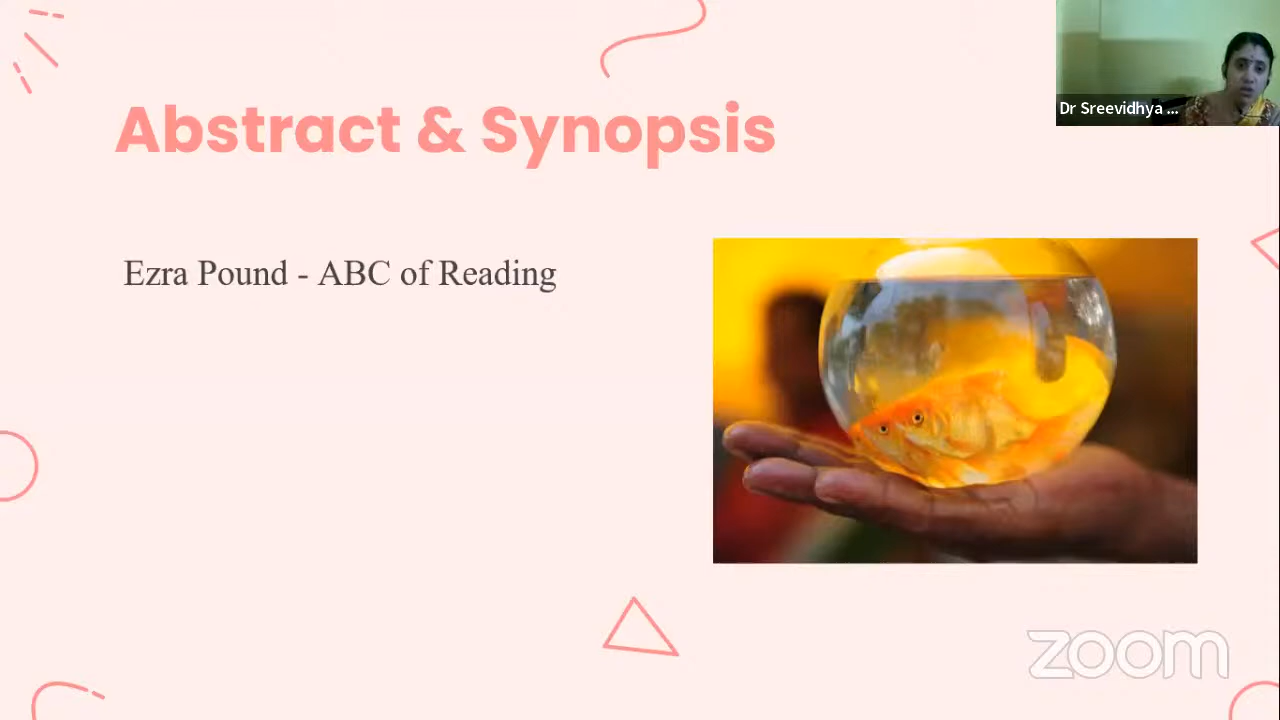 Abstract & Synopsis
Dr Sreevidhya ...
Ezra Pound - ABC of Reading
zoom